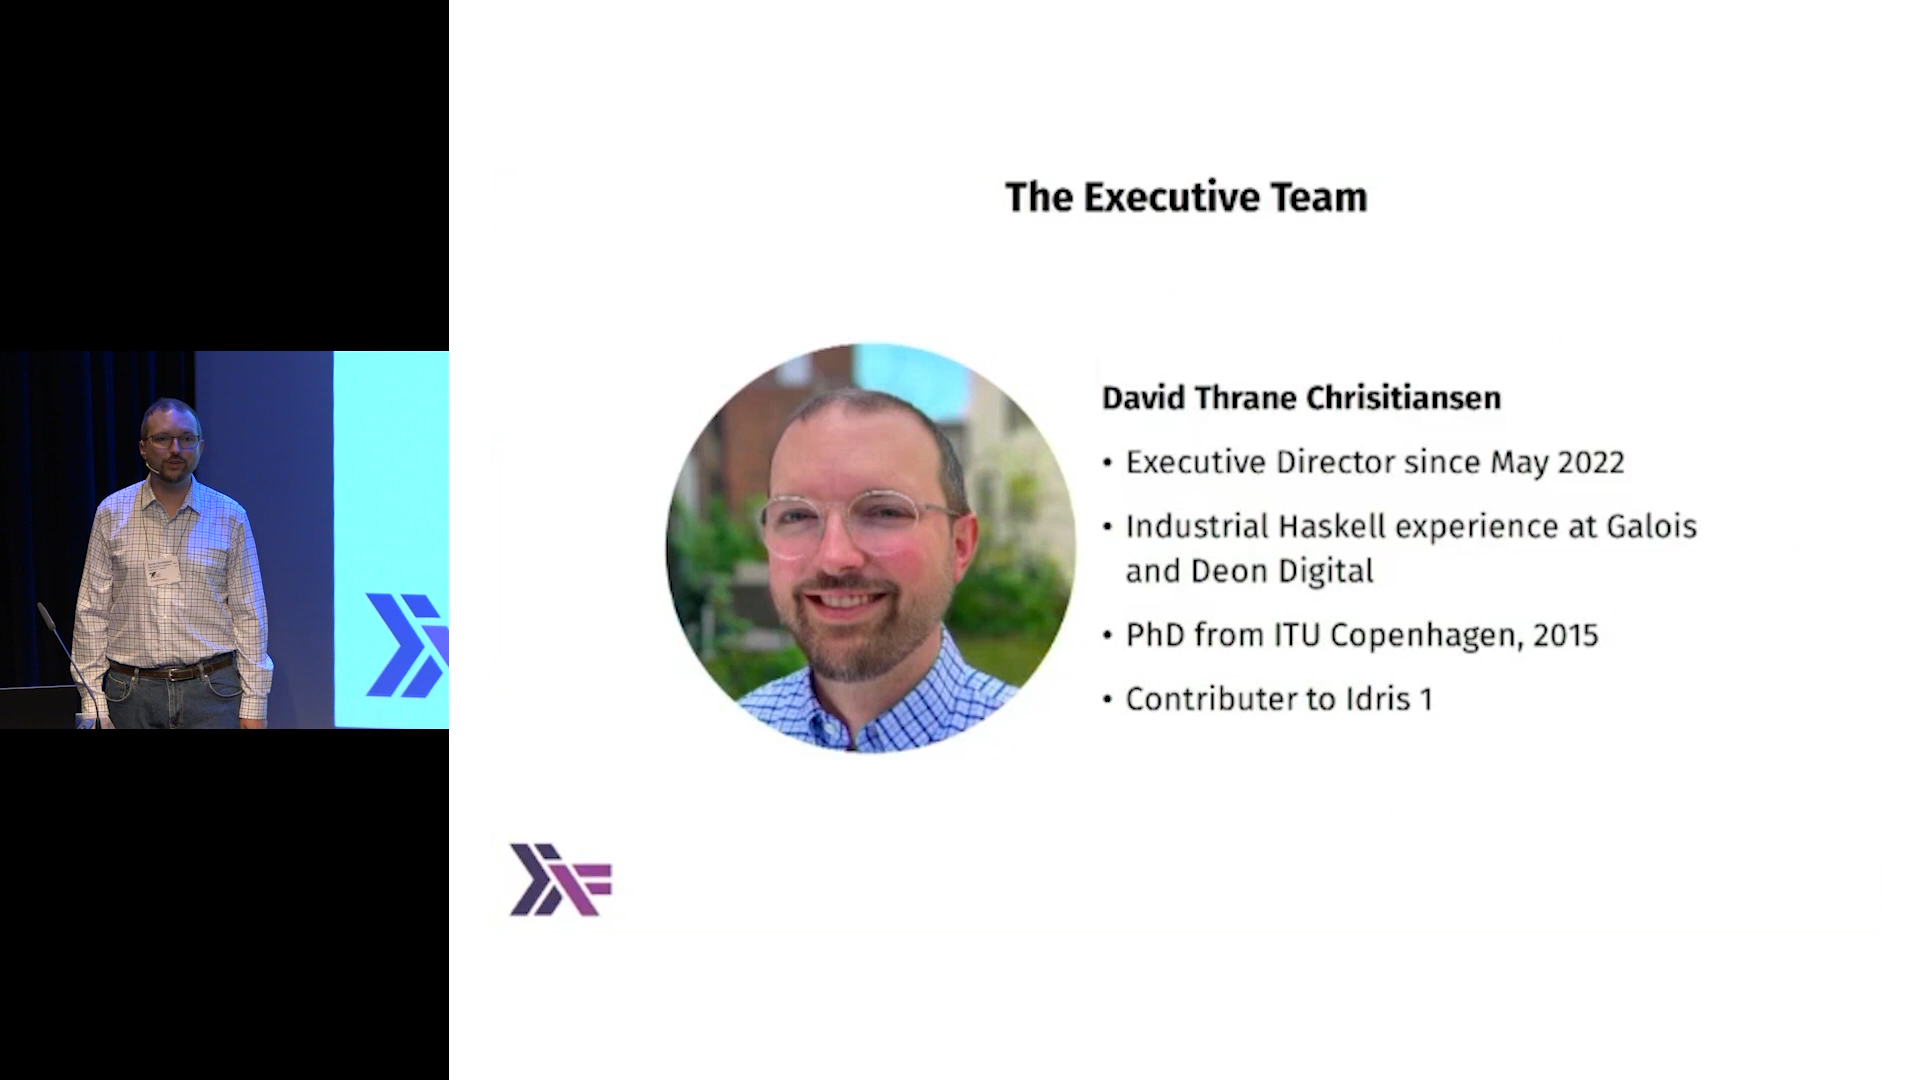 The Executive Team
David Thrane Chrisitiansen
• Executive Director since May 2022
• Industrial Haskell experience at Galois
and Deon Digital
• PhD from ITU Copenhagen, 2015
• Contributer to Idris 1